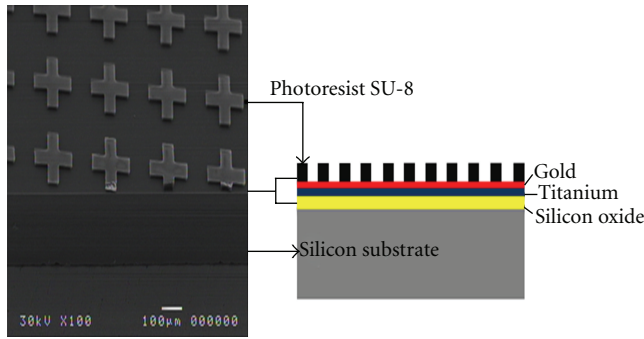 Photoresist SU-8
Gold
Titanium
Silicon oxide
Silicon substrate
30kV X100 100μm 000000